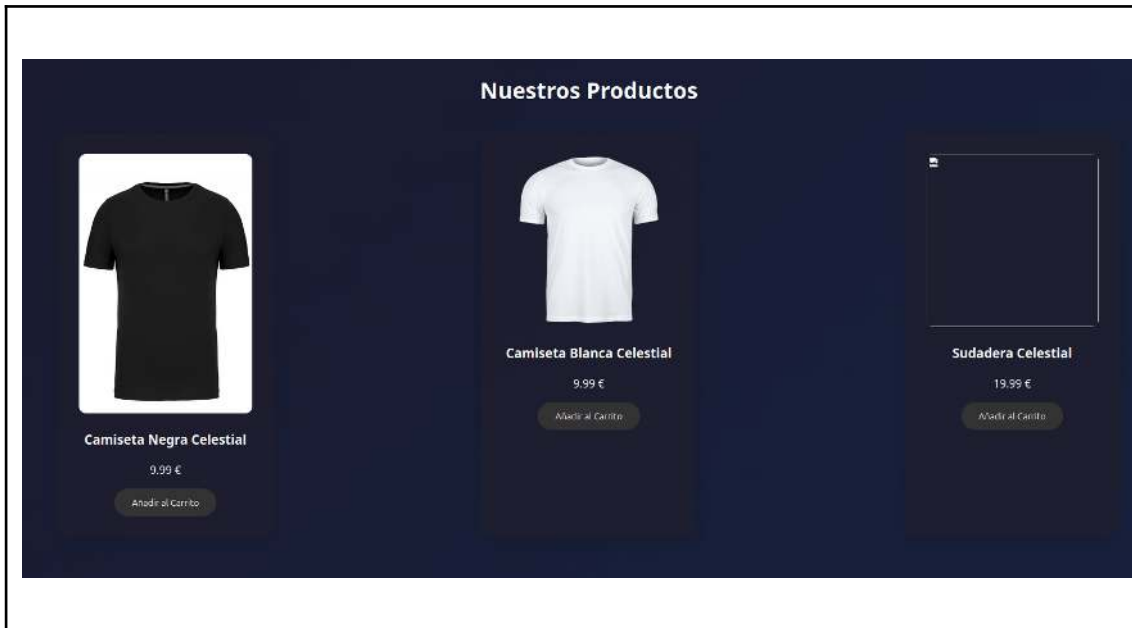 Nuestros Productos
Camiseta Negra Celestial
9.99 €
Añadir al Carrito
Camiseta Blanca Celestial
9.99 €
Añadir al Carrito
Sudadera Celestial
19.99 €
Añadir al Carrito